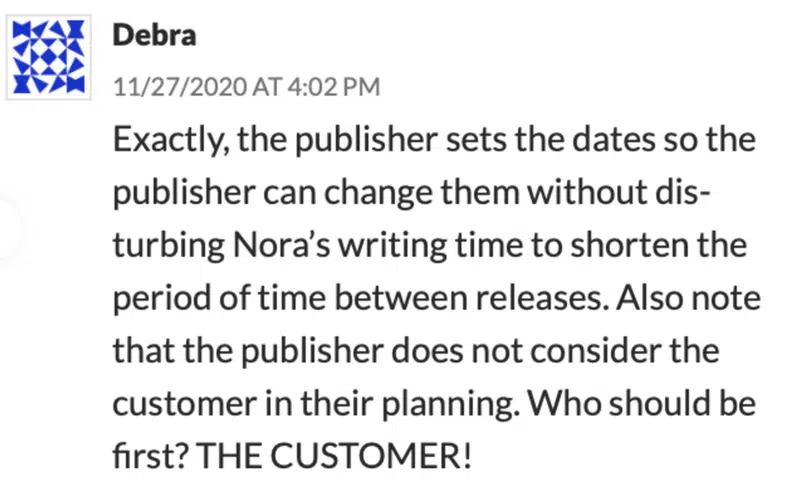 Debra
11/27/2020 AT 4:02 PM
Exactly, the publisher sets the dates so the
publisher can change them without dis-
turbing Nora’s writing time to shorten the
period of time between releases. Also note
that the publisher does not consider the
customer in their planning. Who should be
first? THE CUSTOMER!